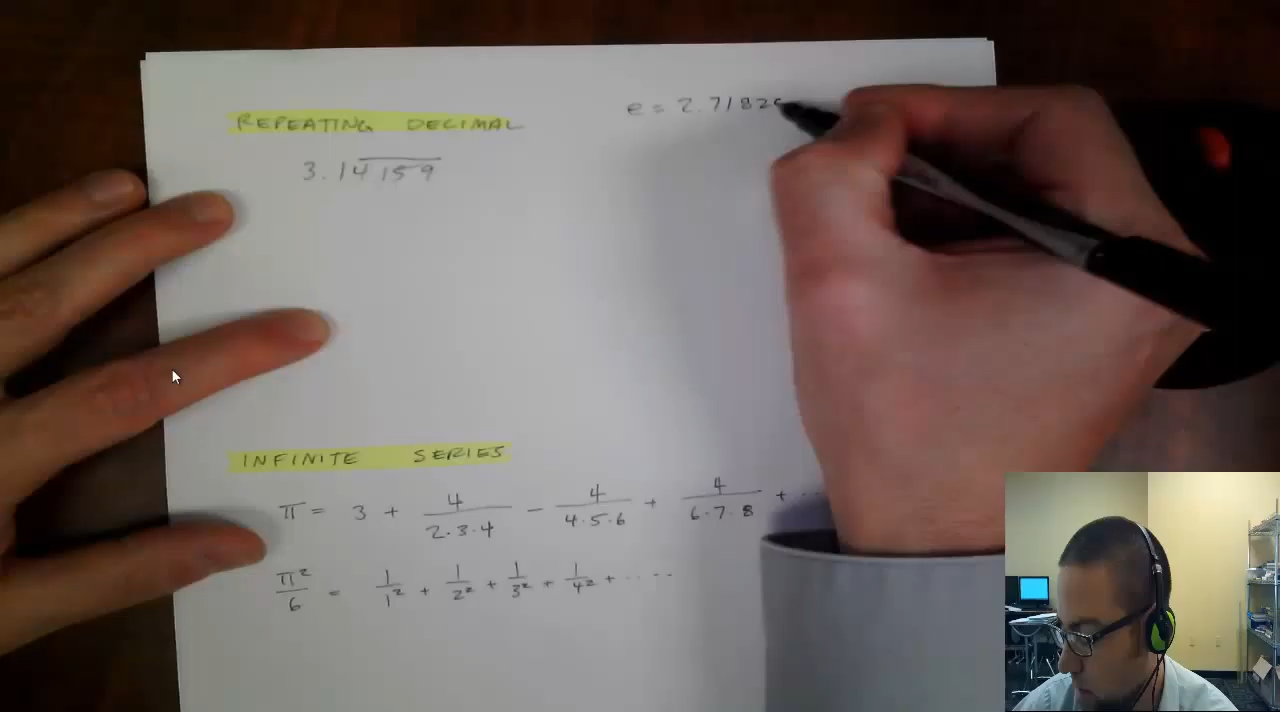 REPEATING DECIMAL
e = 2.7182
3.14159
INFINITE SERIES
π = 3 + 4/(2·3·4) − 4/(4·5·6) + 4/(6·7·8) + ...
π²/6 = 1/1² + 1/2² + 1/3² + 1/4² + ·····